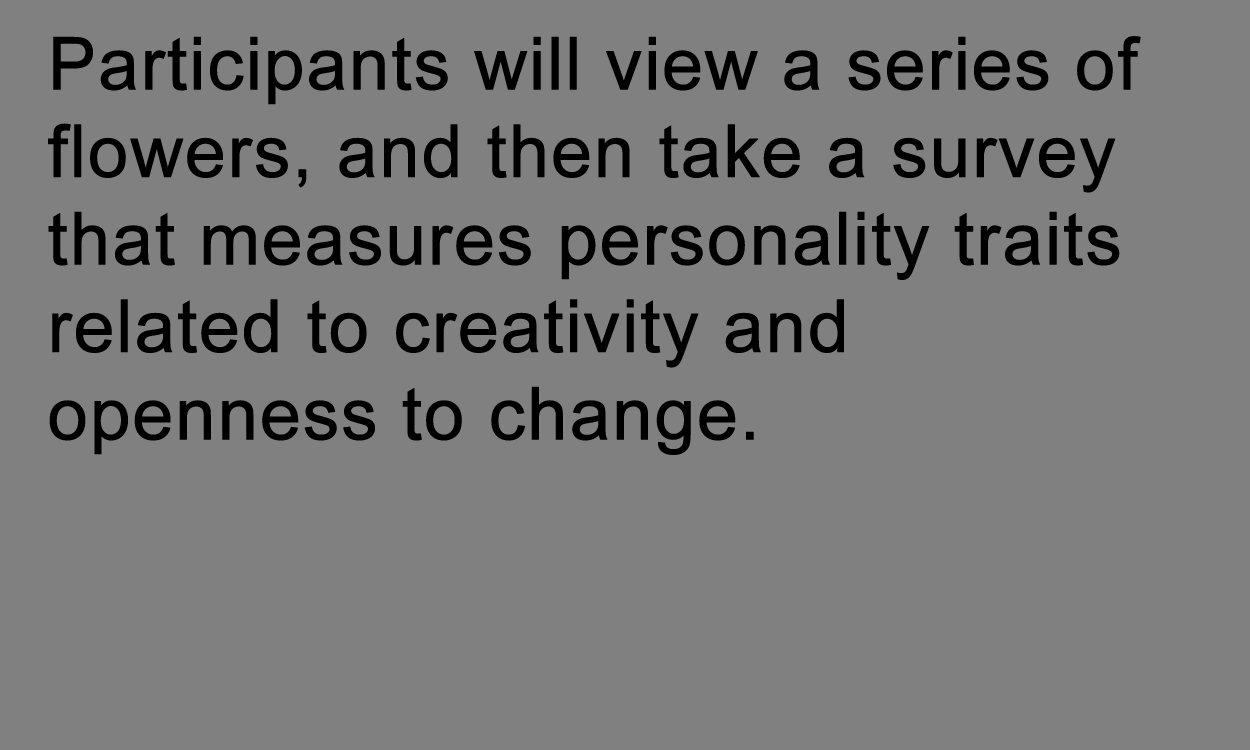 Participants will view a series of
flowers, and then take a survey
that measures personality traits
related to creativity and
openness to change.